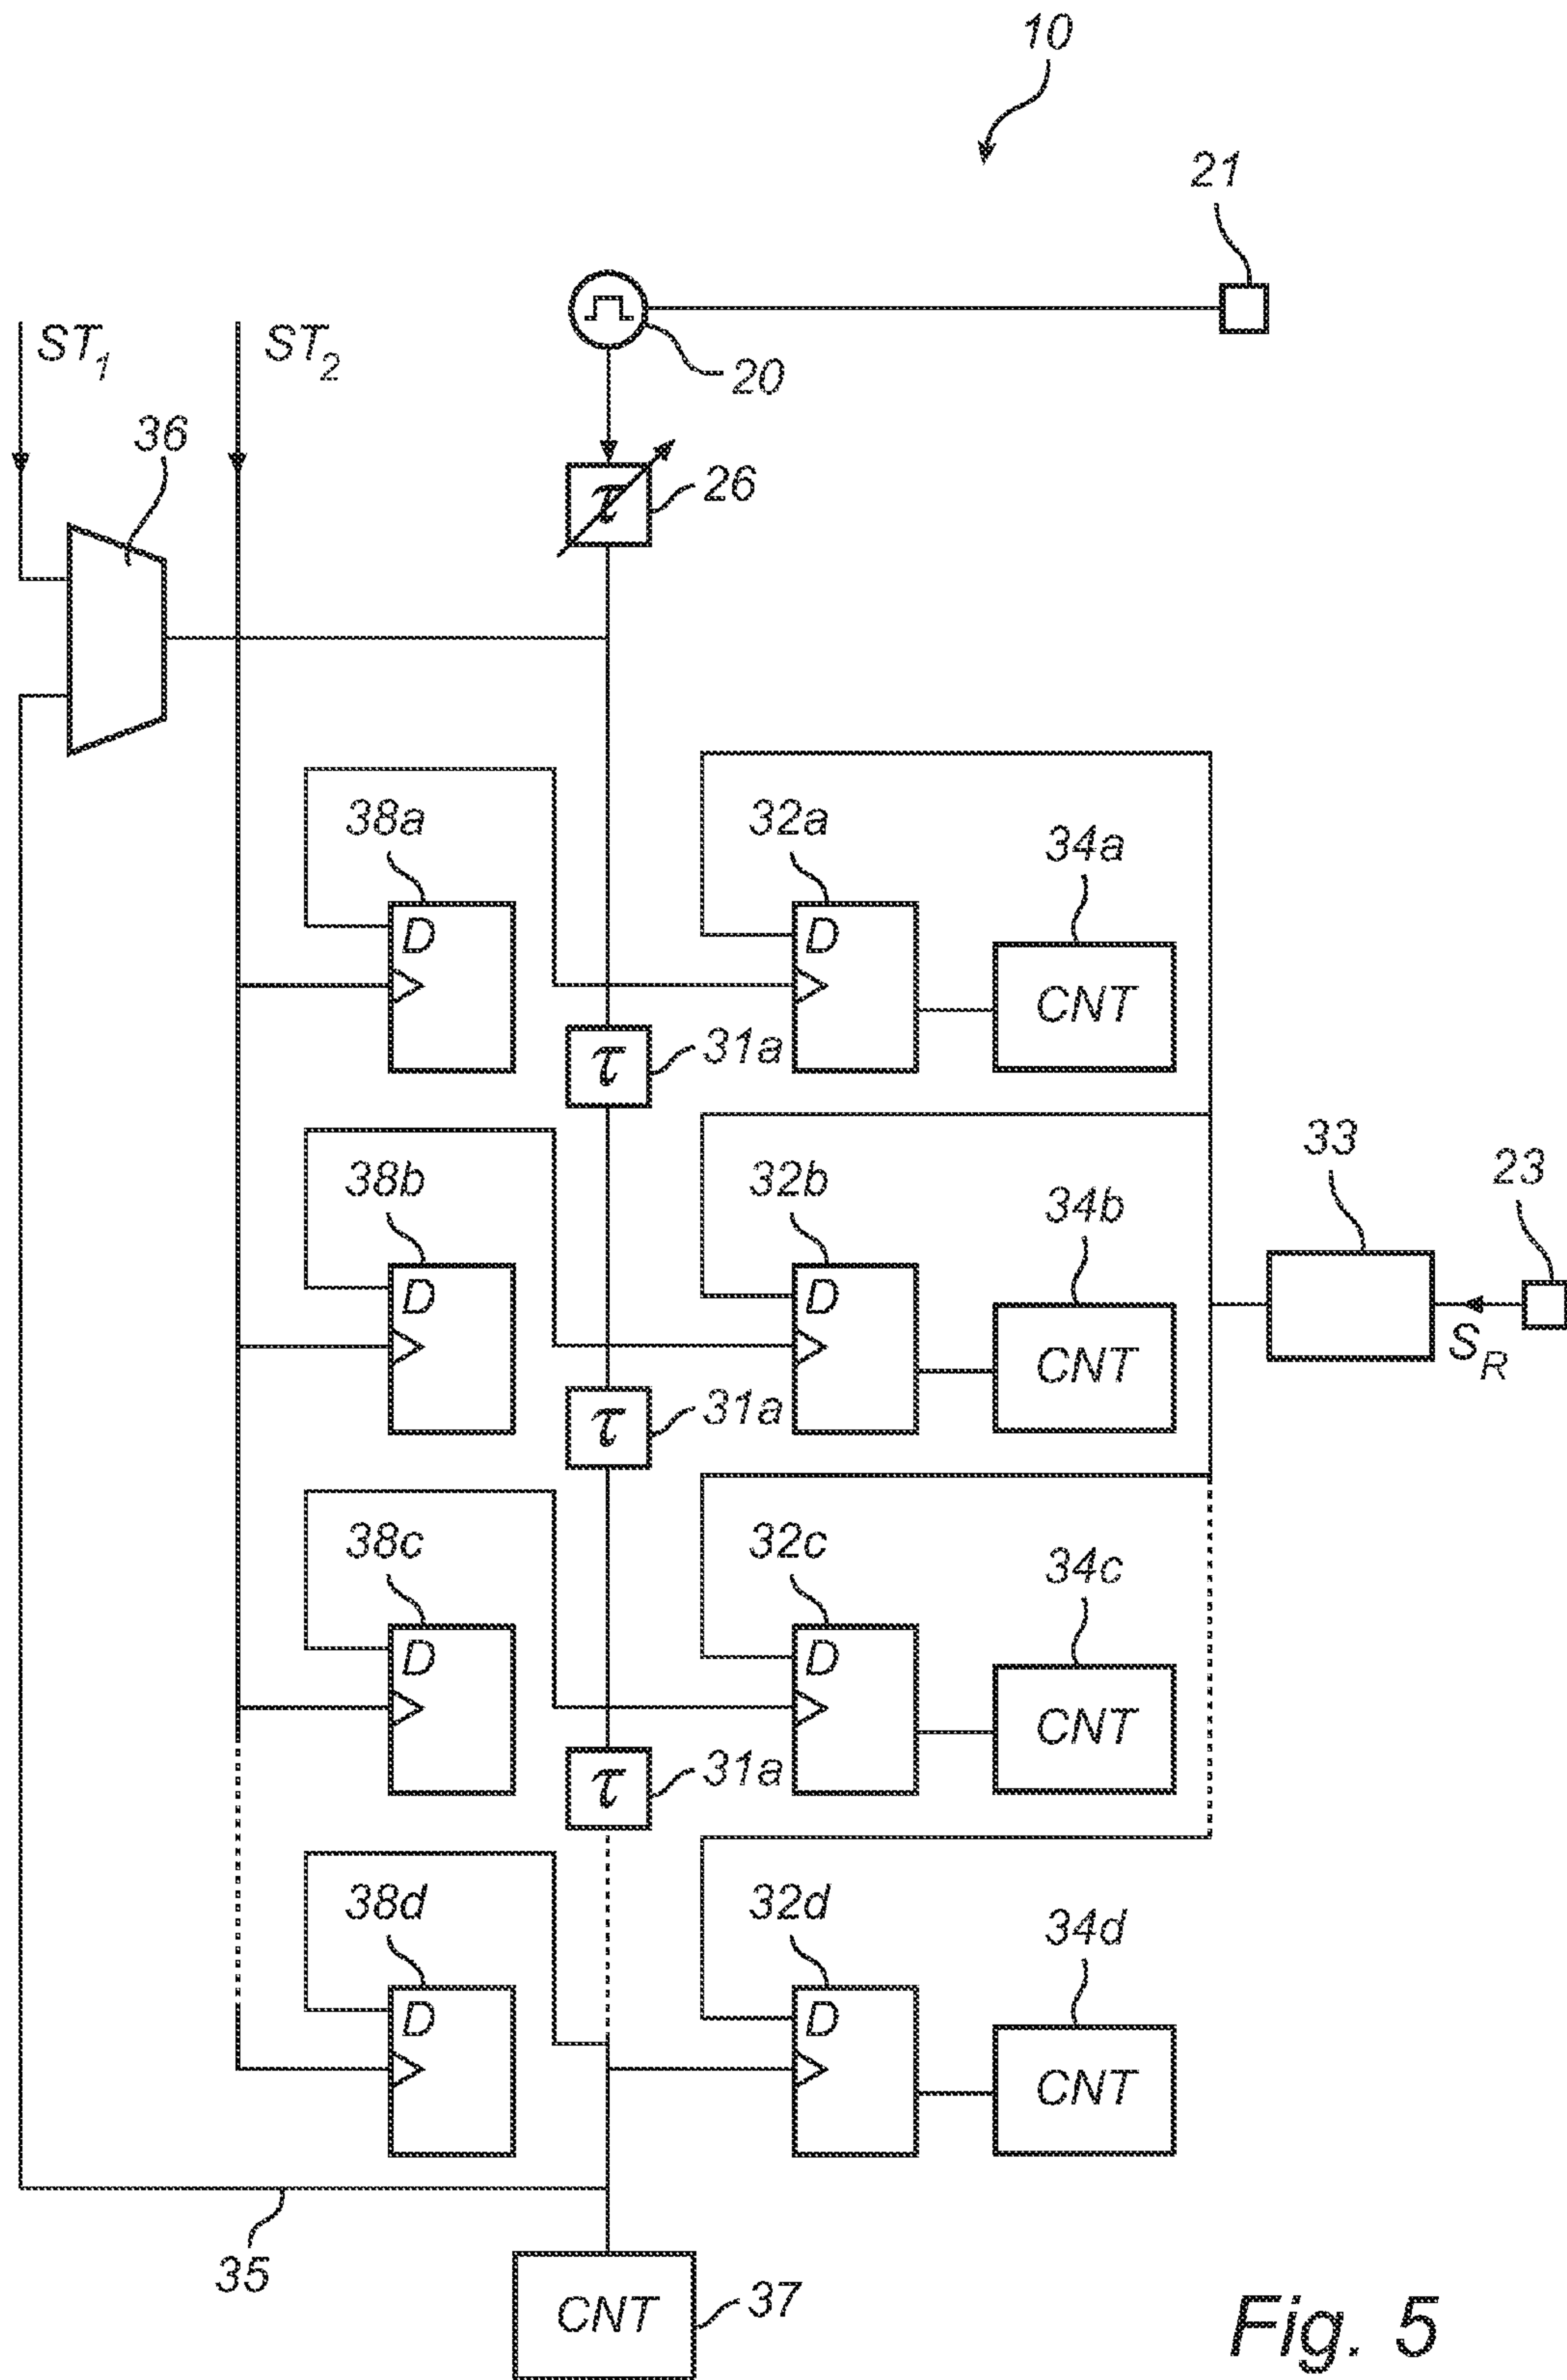 10
21
ST1
ST2
20
36
τ
26
38a
32a
34a
D
D
CNT
τ
31a
38b
32b
34b
33
23
D
D
CNT
SR
τ
31a
38c
32c
34c
D
D
CNT
τ
31a
38d
32d
34d
D
D
CNT
35
CNT
37
Fig. 5